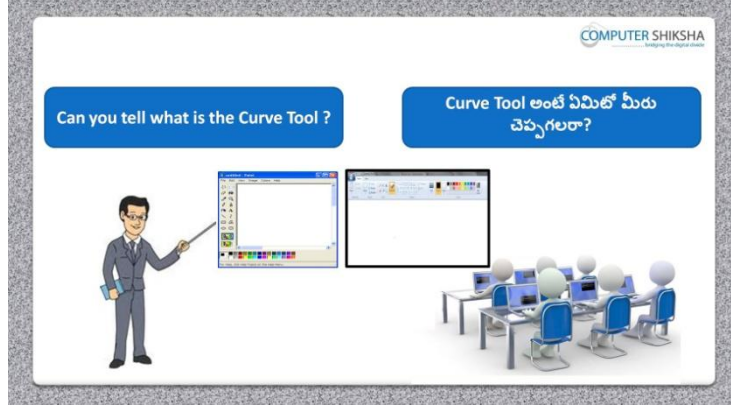 COMPUTER SHIKSHA
bridging the digital divide
Can you tell what is the Curve Tool ?
Curve Tool అంటే ఏమిటో మీరు
చెప్పగలరా?